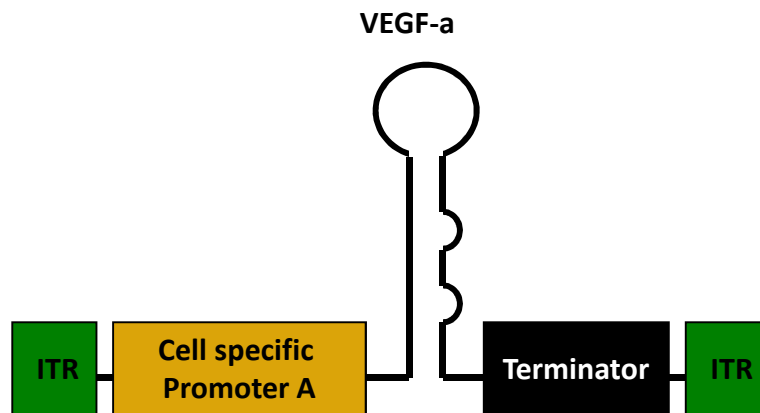 VEGF-a
ITR
Cell specific
Promoter A
Terminator
ITR